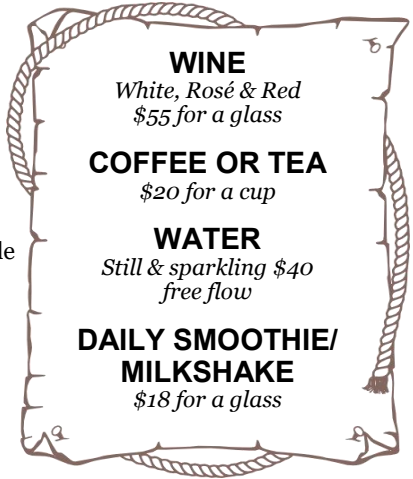 WINE
White, Rosé & Red
$55 for a glass
COFFEE OR TEA
$20 for a cup
WATER
Still & sparkling $40
free flow
DAILY SMOOTHIE/
MILKSHAKE
$18 for a glass